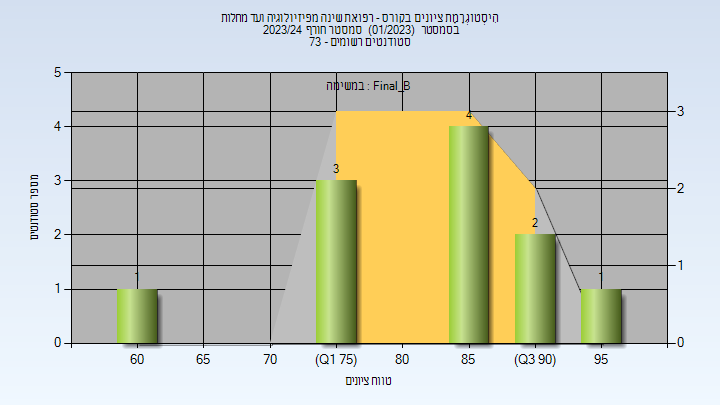 היסטוגרמת ציונים בקורס - רפואת שינה מפיזיולוגיה ועד מחלות
בסמסטר (01/2023) סמסטר חורף 2023/24
סטודנטים רשומים - 73
במשימה : Final_B
מספר סטודנטים
5
4
3
2
1
0
3
2
1
0
1
3
4
2
1
60
65
70
(Q1 75)
80
85
(Q3 90)
95
טווח ציונים